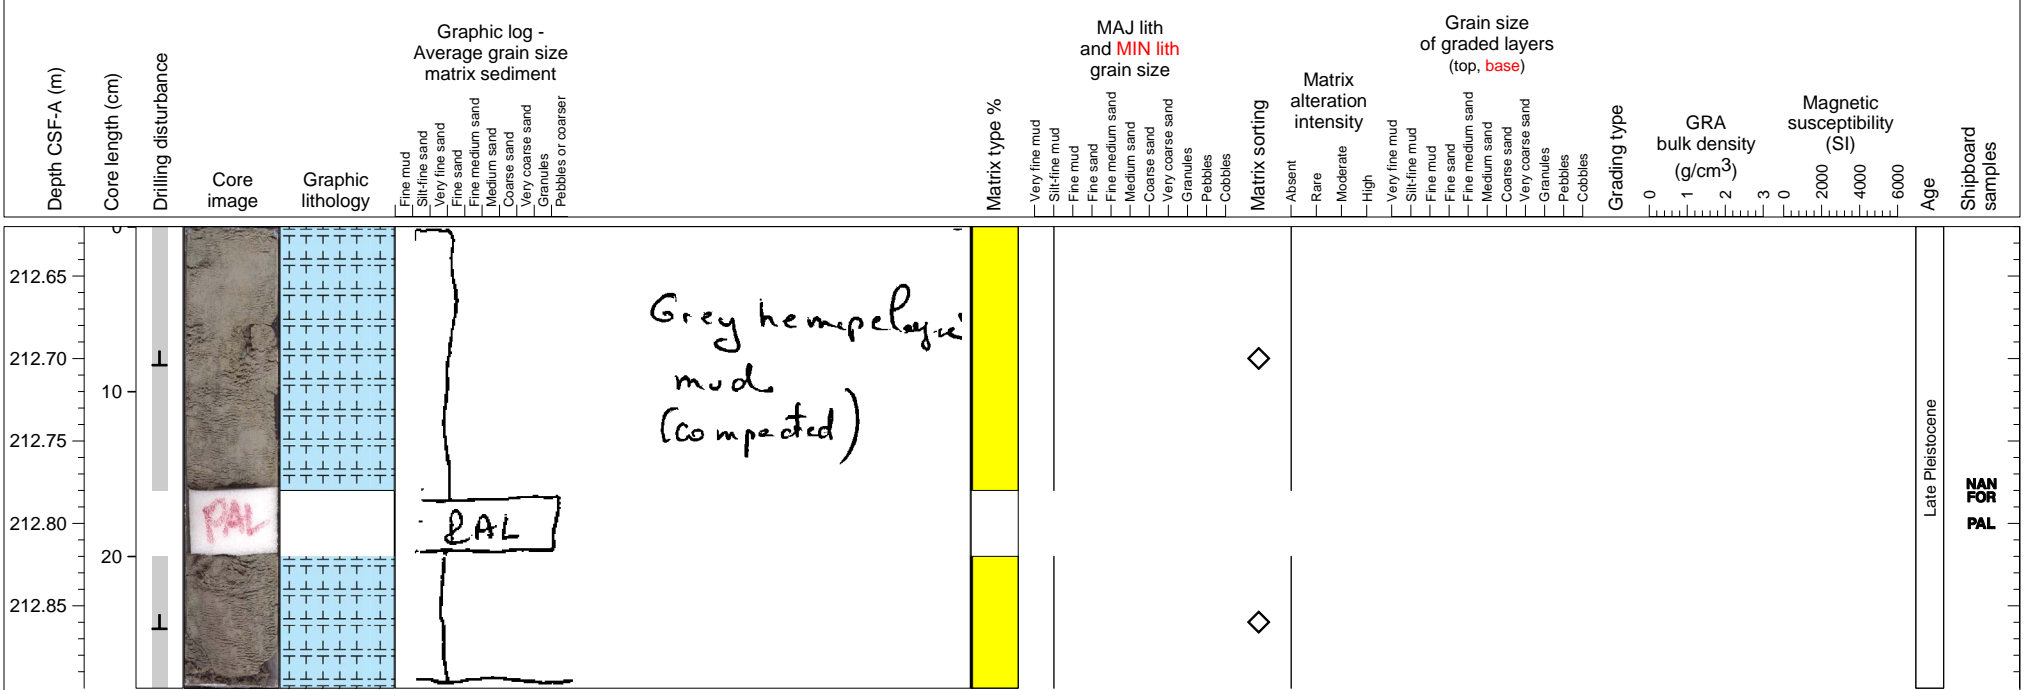 Depth CSF-A (m)
Core length (cm)
Drilling disturbance
Core
image
Graphic
lithology
Graphic log -
Average grain size
matrix sediment
Fine mud
Silt-fine sand
Very fine sand
Fine sand
Fine medium sand
Medium sand
Coarse sand
Very coarse sand
Granules
Pebbles or coarser
Matrix type %
MAJ lith
and MIN lith
grain size
Very fine mud
Silt-fine mud
Fine mud
Fine sand
Fine medium sand
Medium sand
Coarse sand
Very coarse sand
Granules
Pebbles
Cobbles
Matrix sorting
Matrix
alteration
intensity
Absent
Rare
Moderate
High
Grain size
of graded layers
(top, base)
Very fine mud
Silt-fine mud
Fine mud
Fine sand
Fine medium sand
Medium sand
Coarse sand
Very coarse sand
Granules
Pebbles
Cobbles
Grading type
GRA
bulk density
(g/cm3)
0 1 2 3
Magnetic
susceptibility
(SI)
0 2000 4000 6000
Age
Shipboard
samples
0
212.65
212.70
10
212.75
212.80
20
212.85
PAL
Grey hemipelagic
mud
(compacted)
PAL
Late Pleistocene
NAN
FOR
PAL